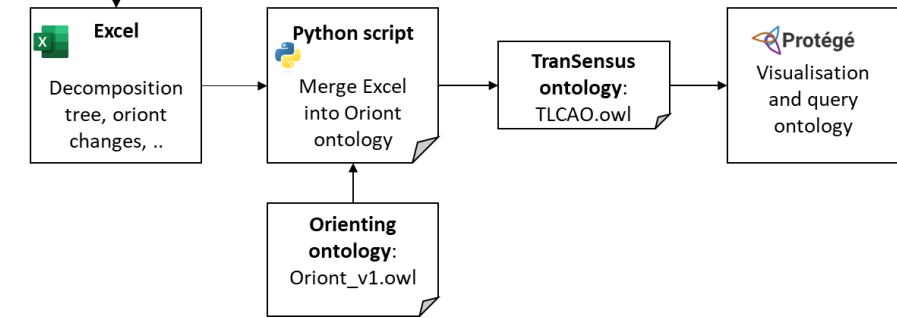 Excel
X
Decomposition
tree, oriont
changes, ..
Python script
Merge Excel
into Oriont
ontology
TranSensus
ontology:
TLCAO.owl
Protégé
Visualisation
and query
ontology
Orienting
ontology:
Oriont_v1.owl